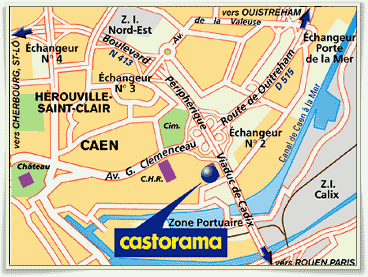 vers OUISTREHAM
de la Valeuse
Z. I.
Nord-Est
Av.
Échangeur
N° 4
Boulevard
N 413
Échangeur
Porte
de la Mer
vers CHERBOURG, ST-LÔ
Échangeur
N° 3
Périphérique
Route de Ouistreham
D 515
HÉROUVILLE-
SAINT-CLAIR
Canal de Caen à la Mer
Cim.
Échangeur
N° 2
CAEN
Av. G. Clemenceau
Château
C.H.R.
Viaduc de Calix
Z.I.
Calix
Zone Portuaire
castorama
vers ROUEN, PARIS